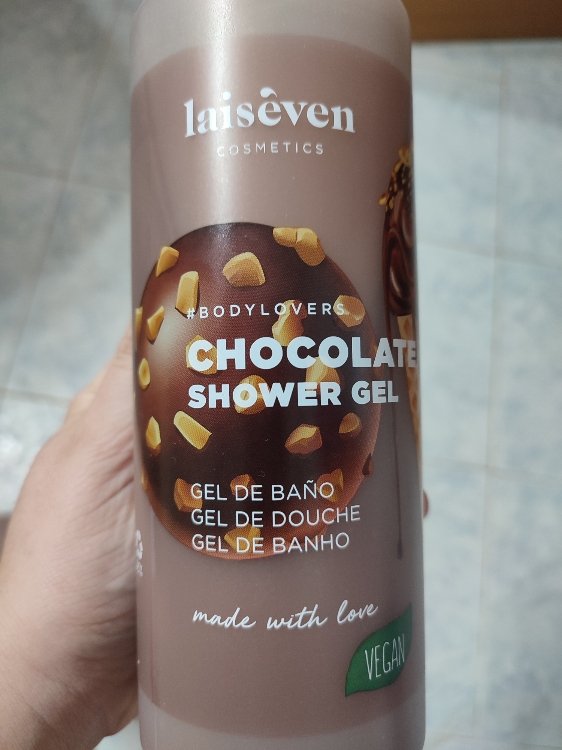 laisêven
COSMETICS
#BODYLOVERS
CHOCOLATE
SHOWER GEL
GEL DE BAÑO
GEL DE DOUCHE
GEL DE BANHO
made with love
VEGAN